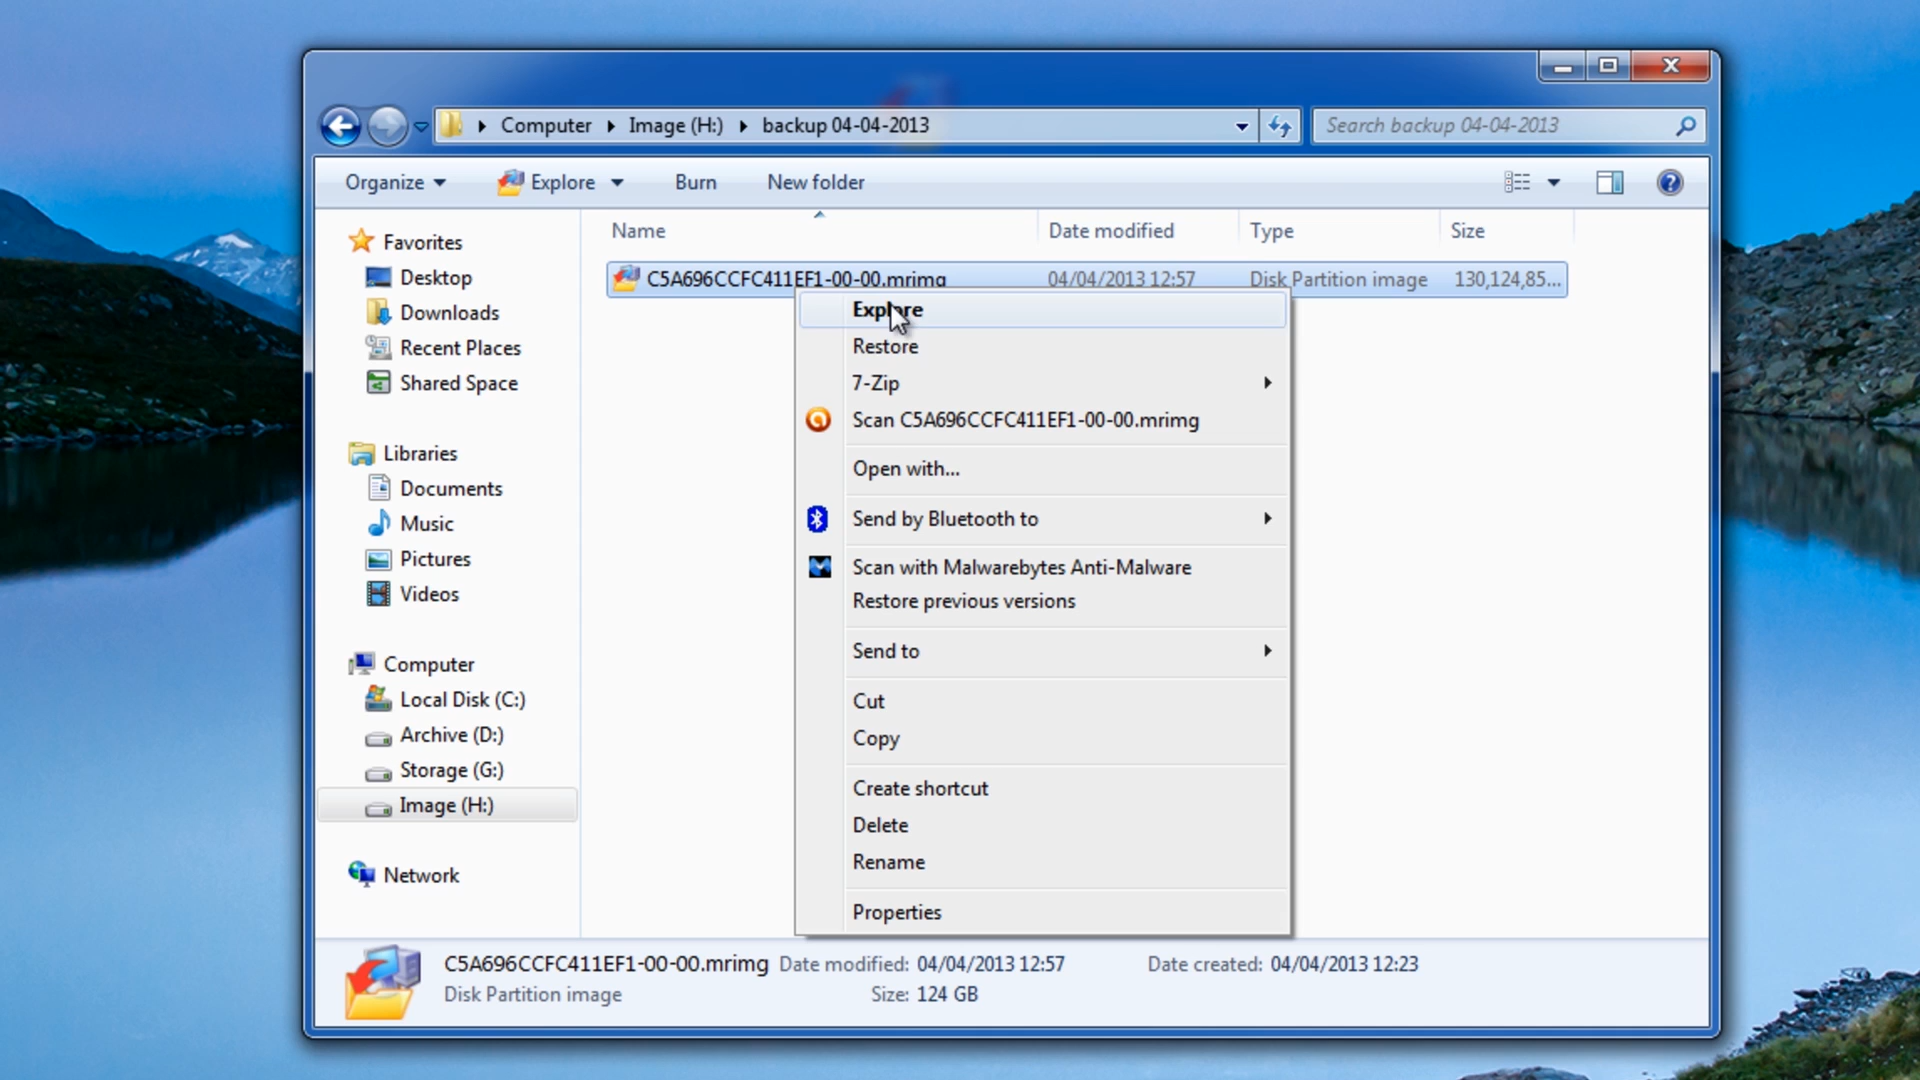 Computer Image (H:) backup 04-04-2013 Search backup 04-04-2013
Organize Explore Burn New folder
Name Date modified Type Size
C5A696CCFC411EF1-00-00.mrimg 04/04/2013 12:57 Disk Partition image 130,124,85...
Favorites
Desktop
Downloads
Recent Places
Shared Space
Libraries
Documents
Music
Pictures
Videos
Computer
Local Disk (C:)
Archive (D:)
Storage (G:)
Image (H:)
Network
Explore
Restore
7-Zip
Scan C5A696CCFC411EF1-00-00.mrimg
Open with...
Send by Bluetooth to
Scan with Malwarebytes Anti-Malware
Restore previous versions
Send to
Cut
Copy
Create shortcut
Delete
Rename
Properties
C5A696CCFC411EF1-00-00.mrimg Date modified: 04/04/2013 12:57 Date created: 04/04/2013 12:23
Disk Partition image Size: 124 GB